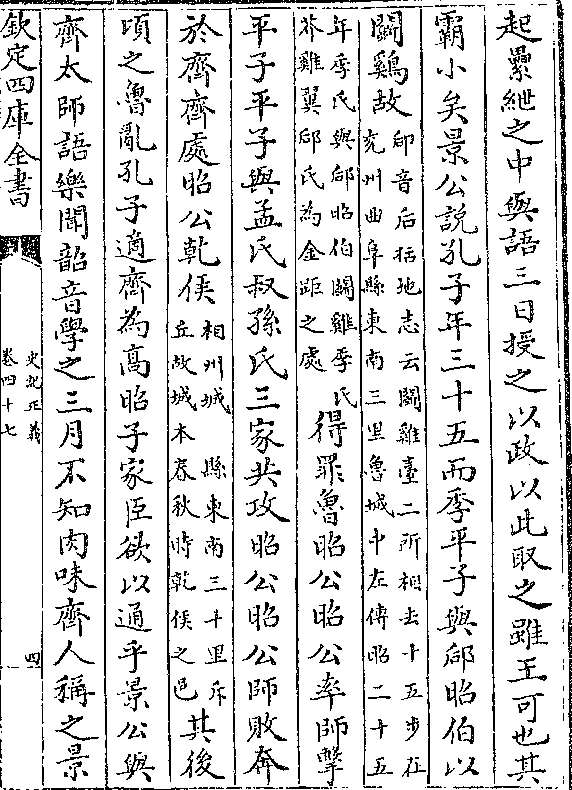 起纍紲之中與語三日授之以政以此取之雖王可也其
霸小矣景公說孔子年三十五而季平子與郈昭伯以
鬭鷄故
郈音后括地志云鬭雞臺二所相去十五步在
兗州曲阜縣東南三里魯城中左傳昭二十五
年季氏與郈昭伯鬭雞季氏
芥雞翼郈氏為金距之處
得罪魯昭公昭公率師擊
平子平子與孟氏叔孫氏三家共攻昭公昭公師敗奔
於齊齊處昭公乾侯
相州城 縣東南三十里斥
丘故城本春秋時乾侯之邑
其後
頃之魯亂孔子適齊為高昭子家臣欲以通乎景公與
齊太師語樂聞韶音學之三月不知肉味齊人稱之景
欽定四庫全書
史記正義
卷四十七
四